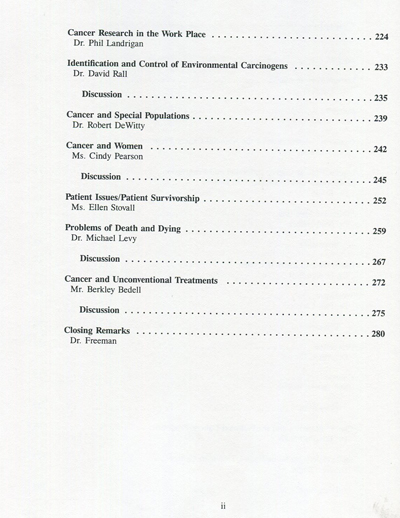 Cancer Research in the Work Place . . . . . . . . . . . . . . . . . . . . . . . . . . . 224
Dr. Phil Landrigan
Identification and Control of Environmental Carcinogens . . . . . . . . . . . . . 233
Dr. David Rall
Discussion . . . . . . . . . . . . . . . . . . . . . . . . . . . . . . . . . . . . . . 235
Cancer and Special Populations . . . . . . . . . . . . . . . . . . . . . . . . . . . . . 239
Dr. Robert DeWitty
Cancer and Women . . . . . . . . . . . . . . . . . . . . . . . . . . . . . . . . . . . . 242
Ms. Cindy Pearson
Discussion . . . . . . . . . . . . . . . . . . . . . . . . . . . . . . . . . . . . . . 245
Patient Issues/Patient Survivorship . . . . . . . . . . . . . . . . . . . . . . . . . . . 252
Ms. Ellen Stovall
Problems of Death and Dying . . . . . . . . . . . . . . . . . . . . . . . . . . . . . . 259
Dr. Michael Levy
Discussion . . . . . . . . . . . . . . . . . . . . . . . . . . . . . . . . . . . . . . 267
Cancer and Unconventional Treatments . . . . . . . . . . . . . . . . . . . . . . . 272
Mr. Berkley Bedell
Discussion . . . . . . . . . . . . . . . . . . . . . . . . . . . . . . . . . . . . . . 275
Closing Remarks . . . . . . . . . . . . . . . . . . . . . . . . . . . . . . . . . . . . . 280
Dr. Freeman
ii